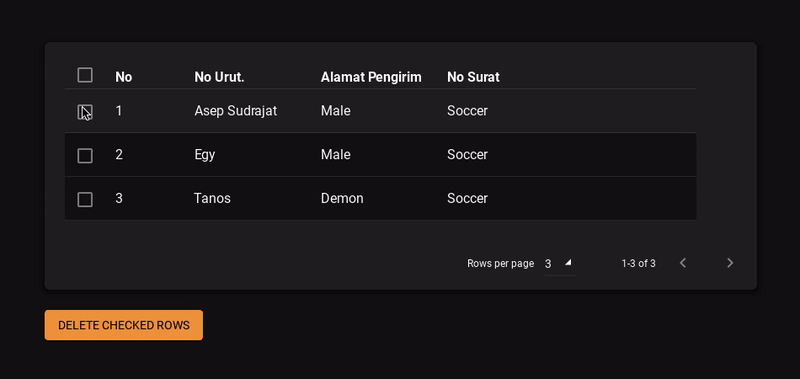 No No Urut. Alamat Pengirim No Surat
1 Asep Sudrajat Male Soccer
2 Egy Male Soccer
3 Tanos Demon Soccer
Rows per page 3 1-3 of 3
DELETE CHECKED ROWS